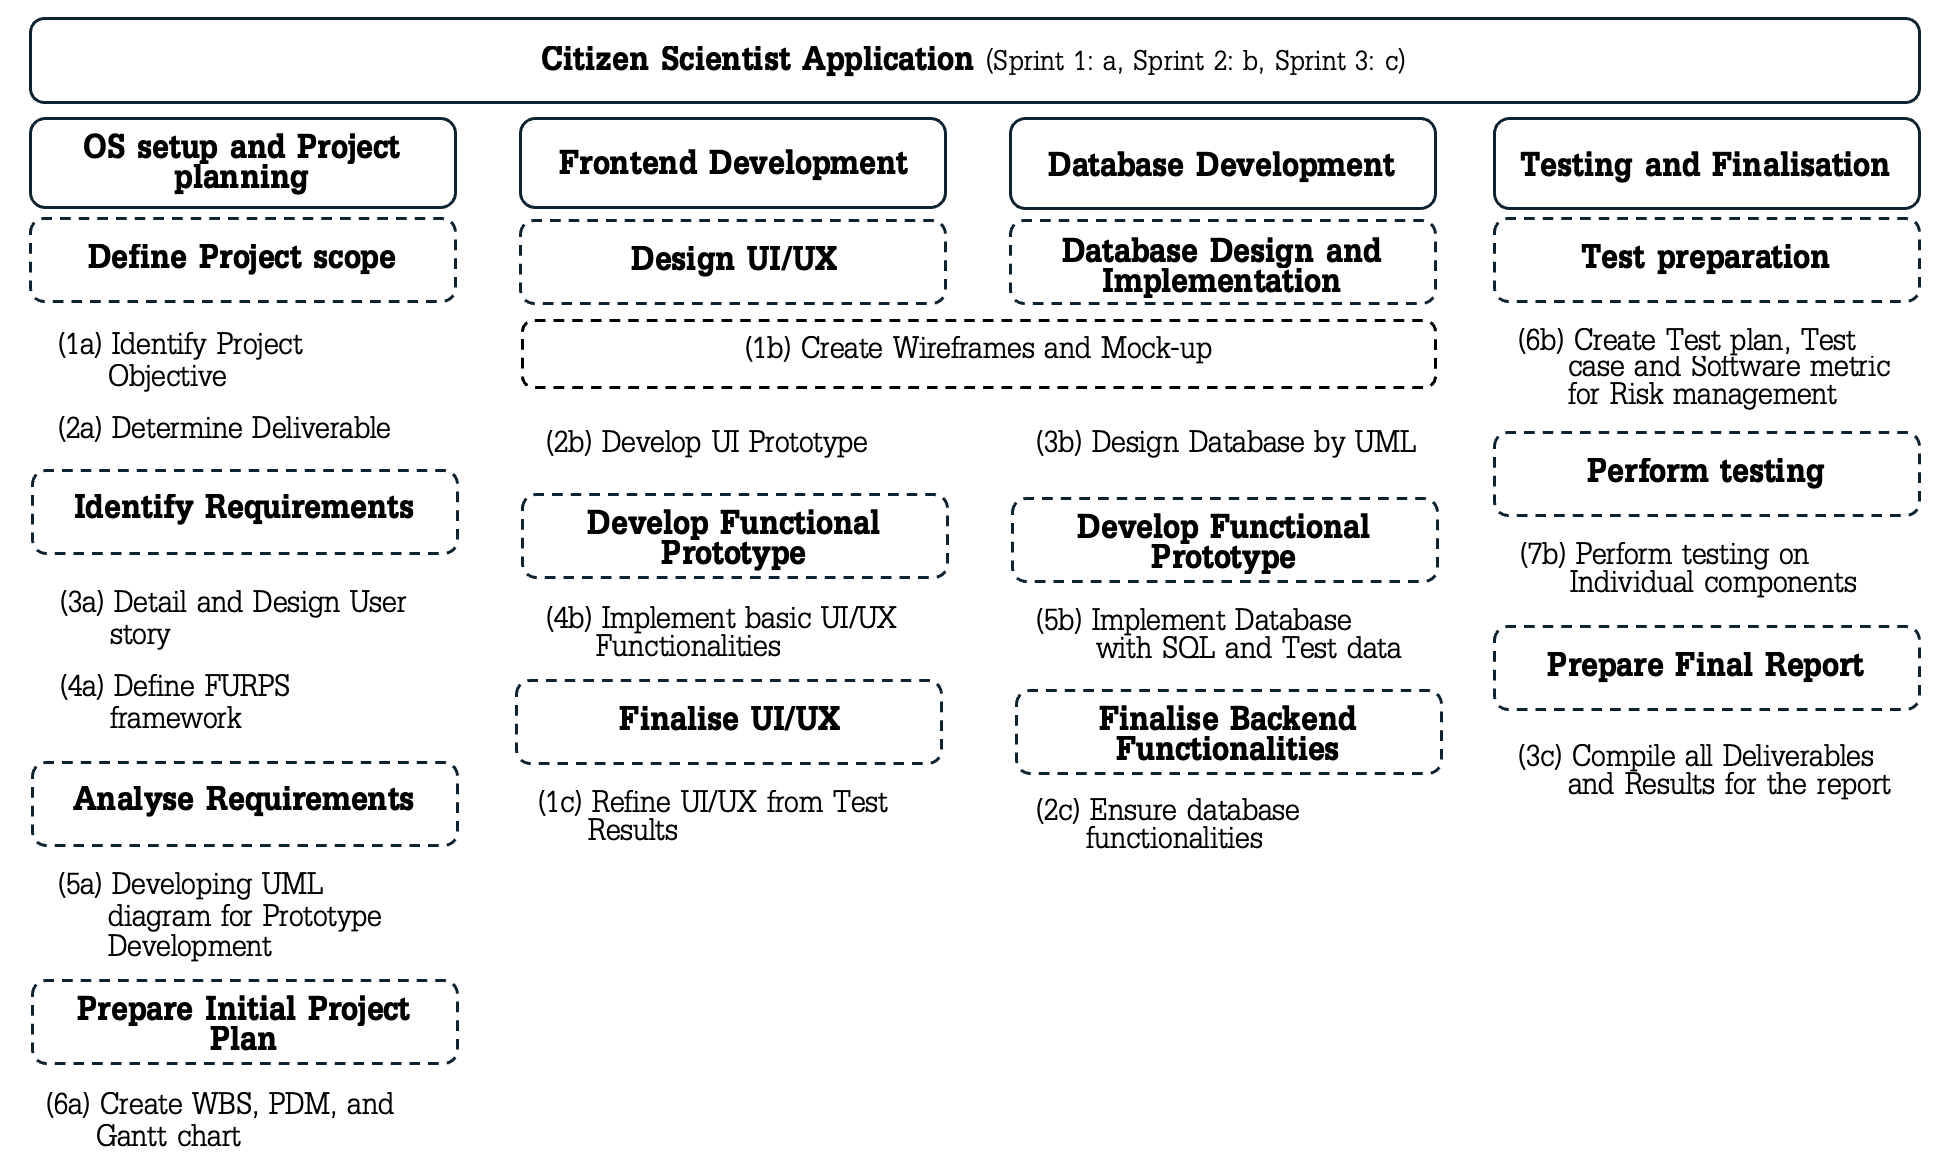 Citizen Scientist Application (Sprint 1: a, Sprint 2: b, Sprint 3: c)
OS setup and Project
planning
Define Project scope
(1a) Identify Project
Objective
(2a) Determine Deliverable
Identify Requirements
(3a) Detail and Design User
story
(4a) Define FURPS
framework
Analyse Requirements
(5a) Developing UML
diagram for Prototype
Development
Prepare Initial Project
Plan
(6a) Create WBS, PDM, and
Gantt chart
Frontend Development
Design UI/UX
(1b) Create Wireframes and Mock-up
(2b) Develop UI Prototype
Develop Functional
Prototype
(4b) Implement basic UI/UX
Functionalities
Finalise UI/UX
(1c) Refine UI/UX from Test
Results
Database Development
Database Design and
Implementation
(3b) Design Database by UML
Develop Functional
Prototype
(5b) Implement Database
with SQL and Test data
Finalise Backend
Functionalities
(2c) Ensure database
functionalities
Testing and Finalisation
Test preparation
(6b) Create Test plan, Test
case and Software metric
for Risk management
Perform testing
(7b) Perform testing on
Individual components
Prepare Final Report
(3c) Compile all Deliverables
and Results for the report